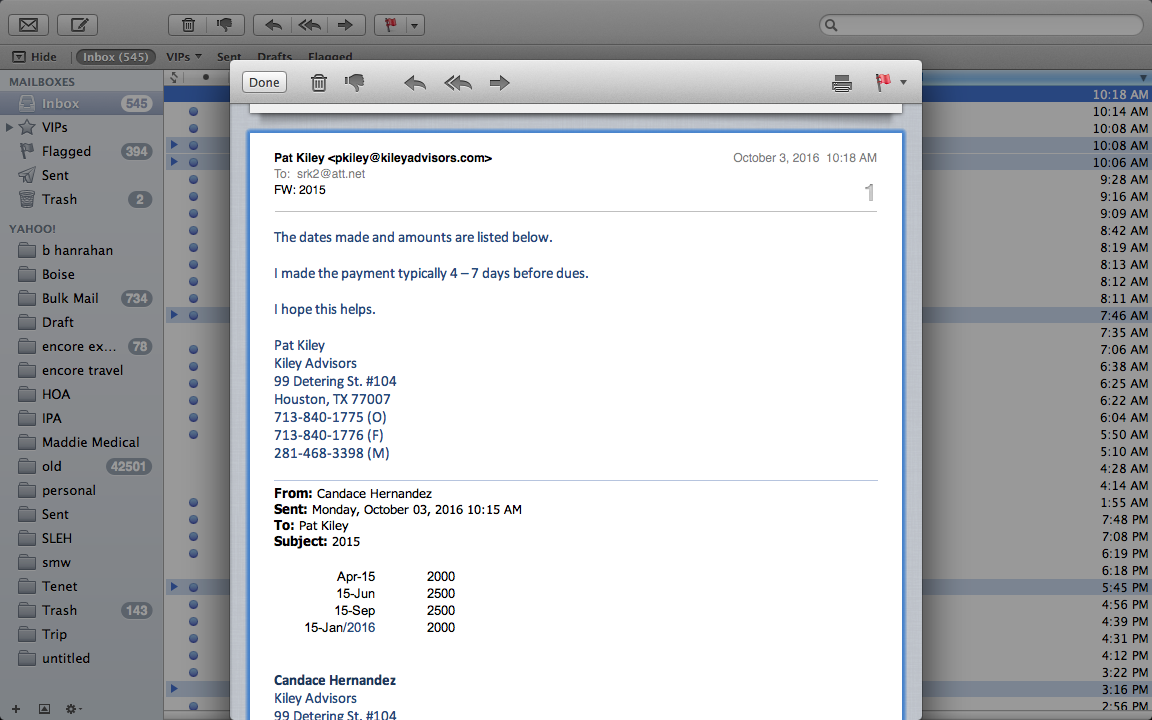 Hide
Inbox (545)
VIPs
Sent
Drafts
Flagged
MAILBOXES
Inbox 545
VIPs
Flagged 394
Sent
Trash 2
YAHOO!
b hanrahan
Boise
Bulk Mail 734
Draft
encore ex... 78
encore travel
HOA
IPA
Maddie Medical
old 42501
personal
Sent
SLEH
smw
Tenet
Trash 143
Trip
untitled
Done
Pat Kiley <pkiley@kileyadvisors.com>
October 3, 2016 10:18 AM
To: srk2@att.net
FW: 2015
1
The dates made and amounts are listed below.
I made the payment typically 4 – 7 days before dues.
I hope this helps.
Pat Kiley
Kiley Advisors
99 Detering St. #104
Houston, TX 77007
713-840-1775 (O)
713-840-1776 (F)
281-468-3398 (M)
From: Candace Hernandez
Sent: Monday, October 03, 2016 10:15 AM
To: Pat Kiley
Subject: 2015
Apr-15 2000
15-Jun 2500
15-Sep 2500
15-Jan/2016 2000
Candace Hernandez
Kiley Advisors
99 Detering St. #104
10:18 AM
10:14 AM
10:08 AM
10:08 AM
10:06 AM
9:28 AM
9:16 AM
9:09 AM
8:42 AM
8:19 AM
8:13 AM
8:12 AM
8:11 AM
7:46 AM
7:35 AM
7:06 AM
6:38 AM
6:25 AM
6:22 AM
6:04 AM
5:50 AM
5:10 AM
4:28 AM
4:14 AM
1:55 AM
7:48 PM
7:08 PM
6:19 PM
6:18 PM
5:45 PM
4:56 PM
4:39 PM
4:31 PM
4:12 PM
3:22 PM
3:16 PM
2:56 PM